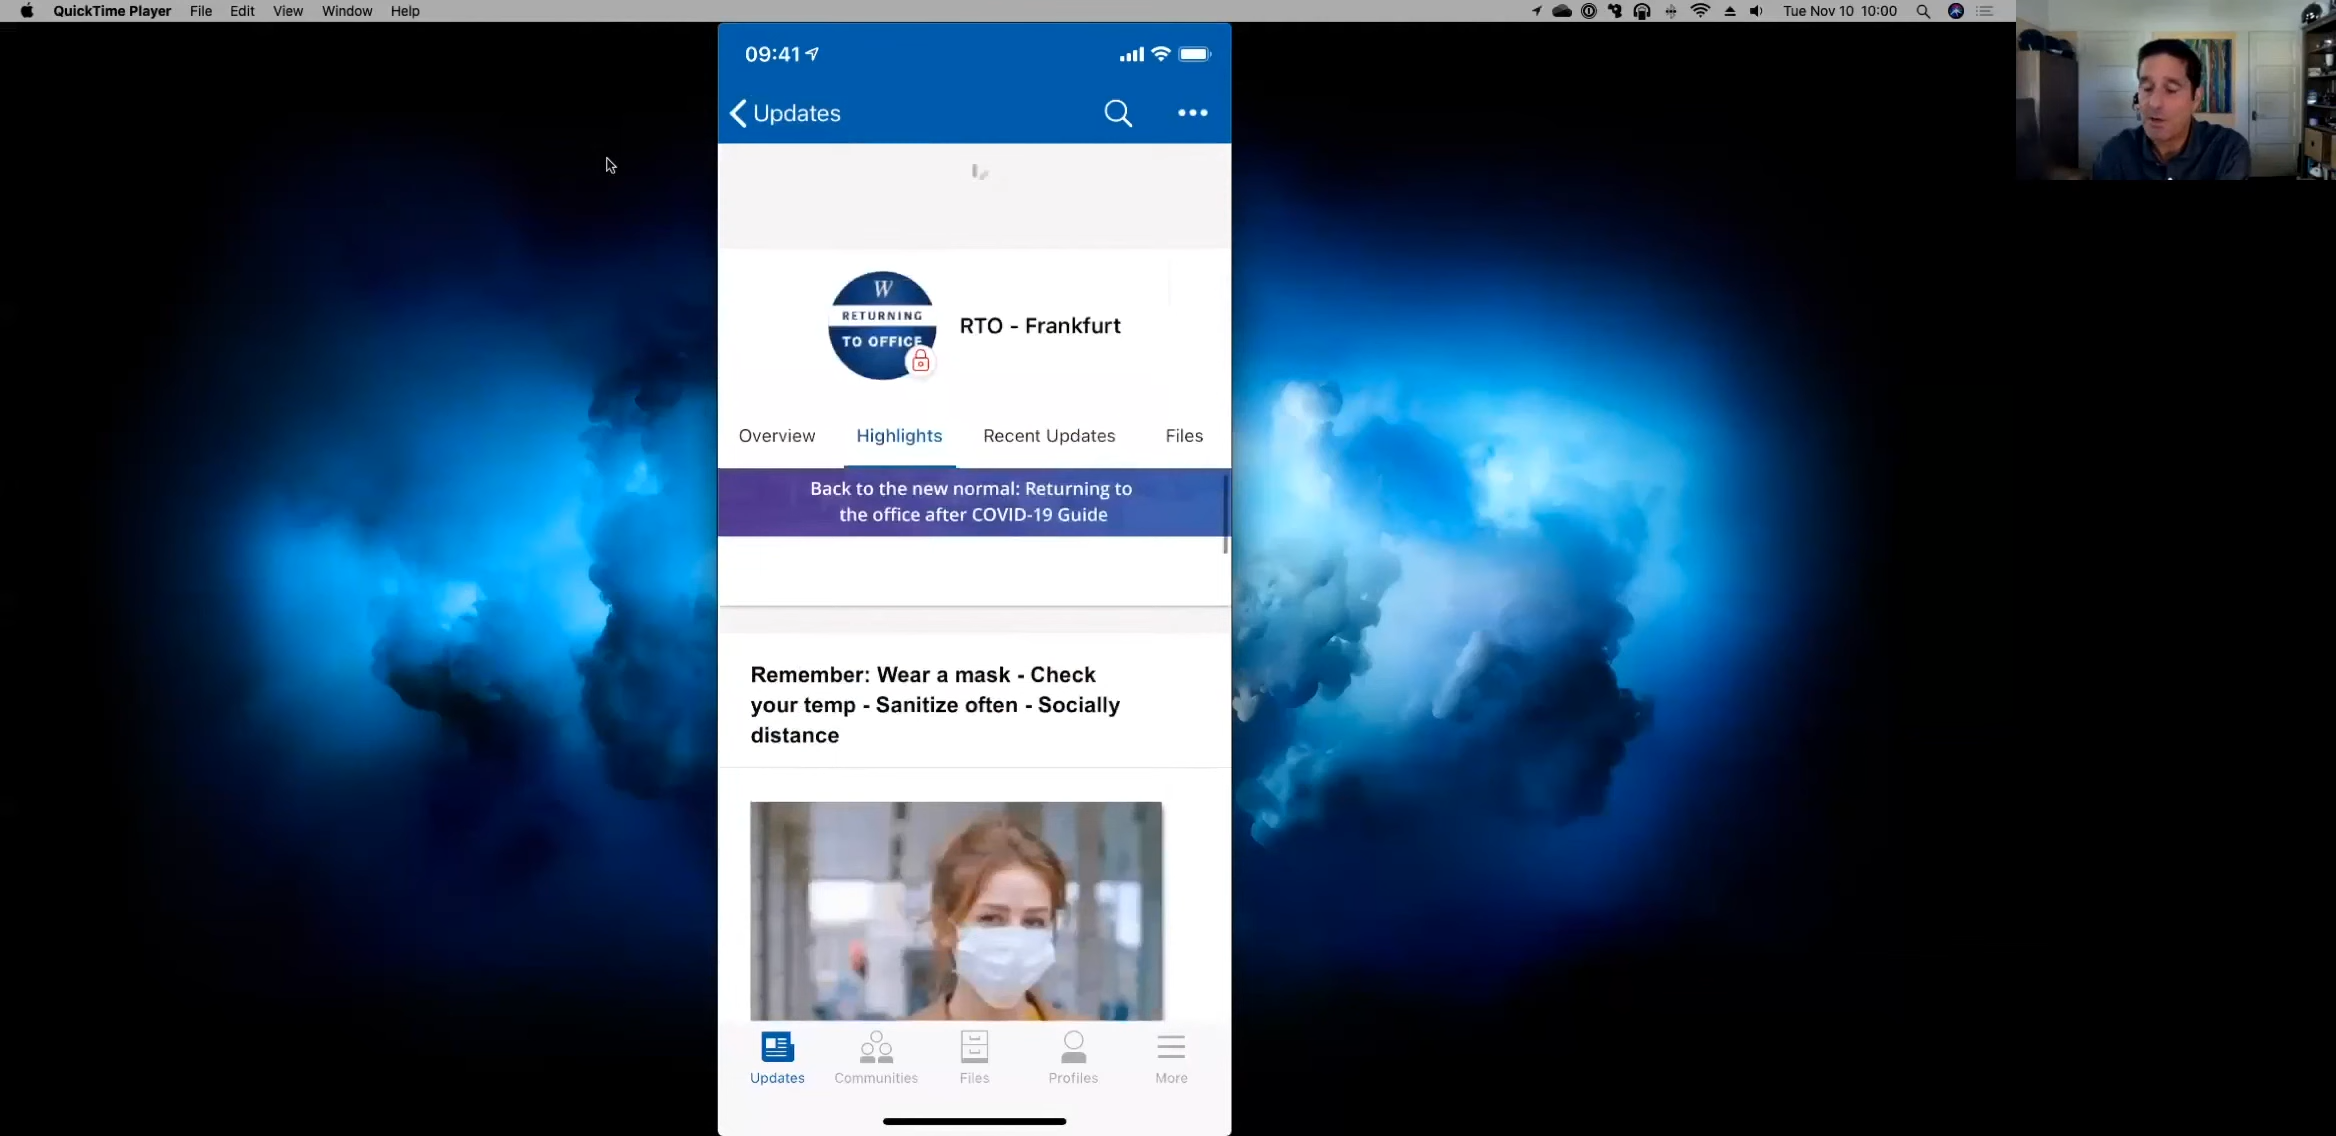 QuickTime Player File Edit View Window Help
Tue Nov 10 10:00
09:41
Updates
W
RETURNING
TO OFFICE
RTO - Frankfurt
Overview Highlights Recent Updates Files
Back to the new normal: Returning to
the office after COVID-19 Guide
Remember: Wear a mask - Check
your temp - Sanitize often - Socially
distance
Updates Communities Files Profiles More